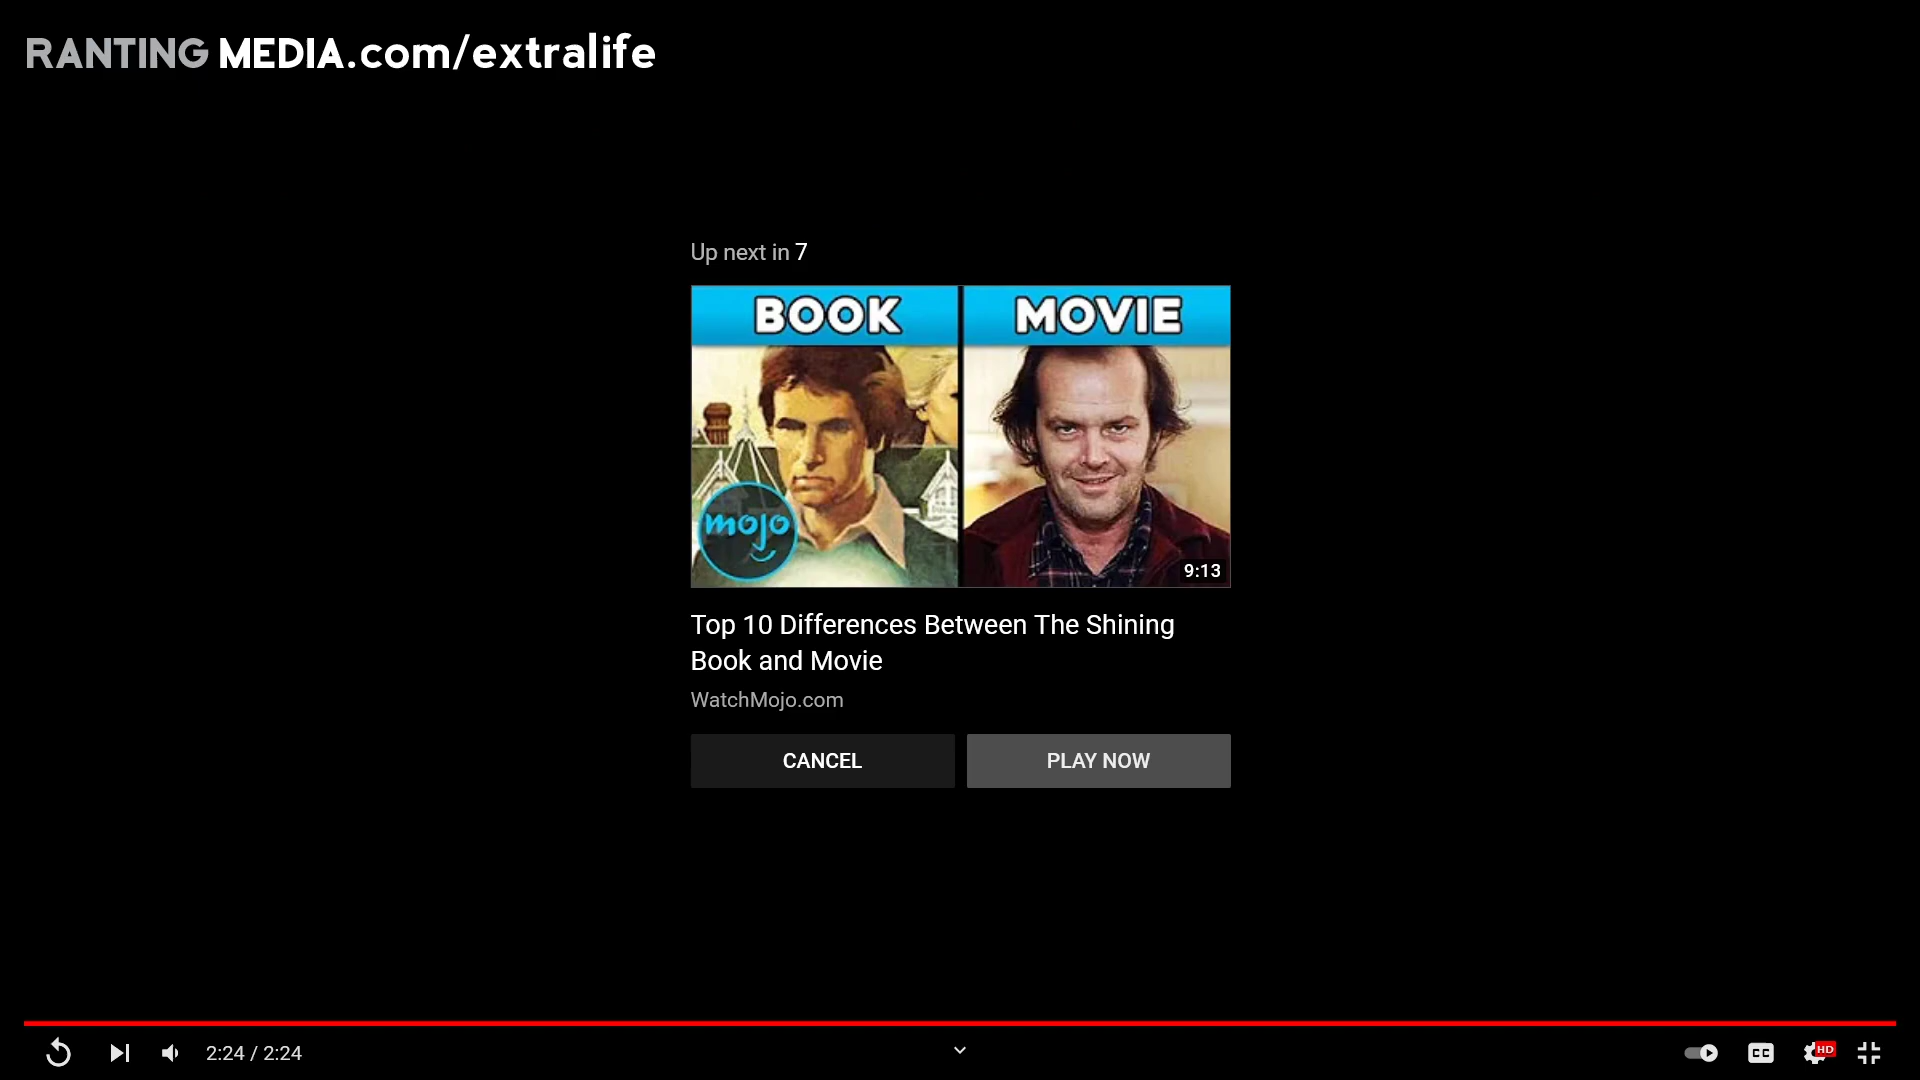 RANTING MEDIA.com/extralife
Up next in 7
BOOK MOVIE
mojo
9:13
Top 10 Differences Between The Shining
Book and Movie
WatchMojo.com
CANCEL PLAY NOW
2:24 / 2:24
CC
HD